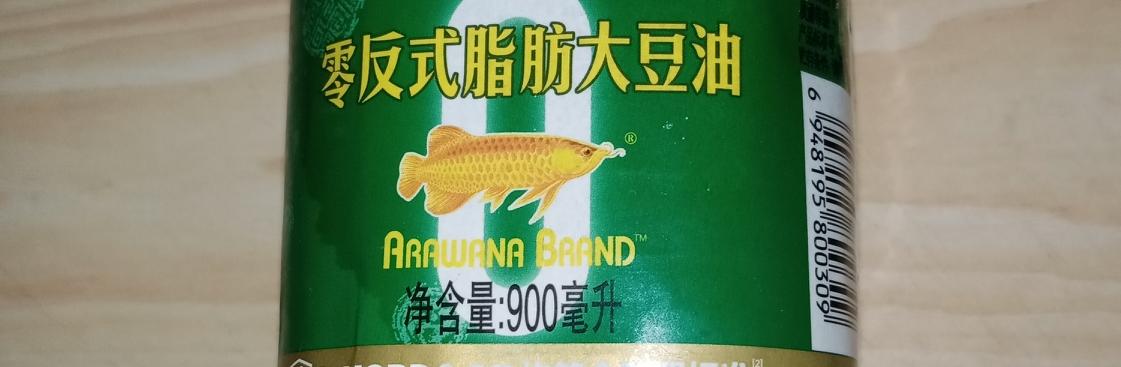 零反式脂肪大豆油
®
ARAWANA BRAND™
净含量:900毫升
6 948195 800309